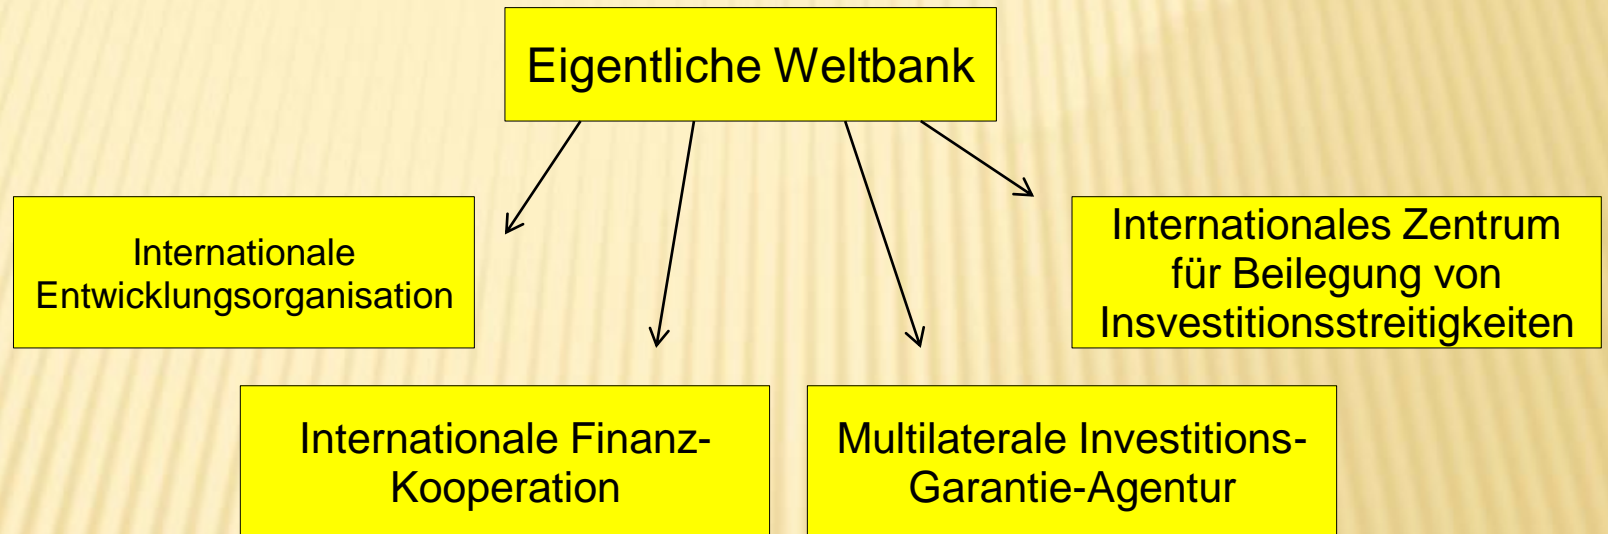 Eigentliche Weltbank
Internationale
Entwicklungsorganisation
Internationales Zentrum
für Beilegung von
Insvestitionsstreitigkeiten
Internationale Finanz-
Kooperation
Multilaterale Investitions-
Garantie-Agentur